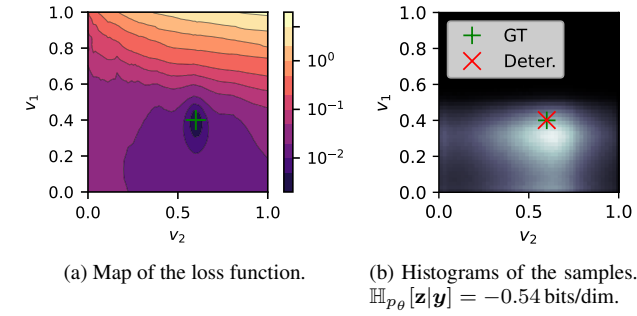 1.0
0.8
0.6
0.4
0.2
0.0
v₁
0.0
0.5
1.0
v₂
10⁰
10⁻¹
10⁻²
1.0
0.8
0.6
0.4
0.2
0.0
v₁
GT
Deter.
0.0
0.5
1.0
v₂
(a) Map of the loss function.
(b) Histograms of the samples.
ℍ_{p_θ}[𝐳|𝒚] = −0.54 bits/dim.